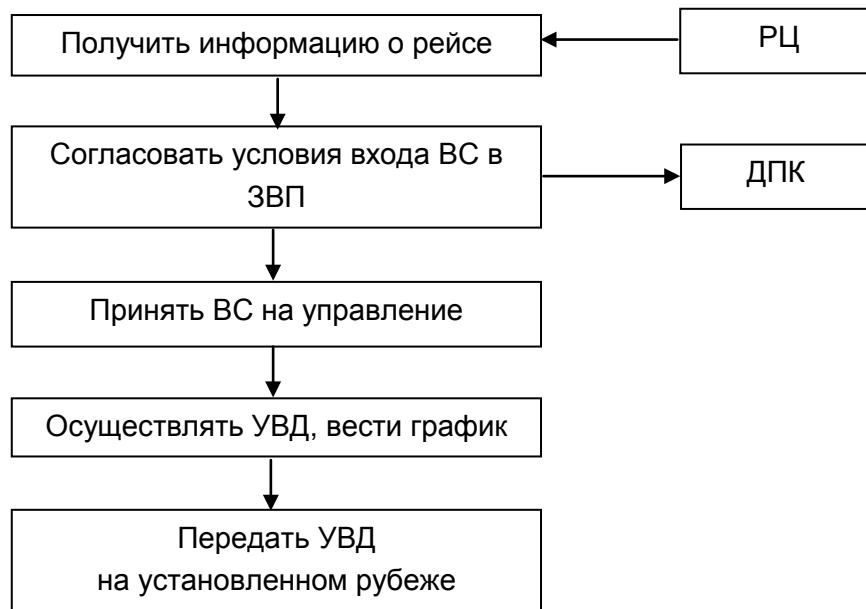 Получить информацию о рейсе
РЦ
Согласовать условия входа ВС в
ЗВП
ДПК
Принять ВС на управление
Осуществлять УВД, вести график
Передать УВД
на установленном рубеже